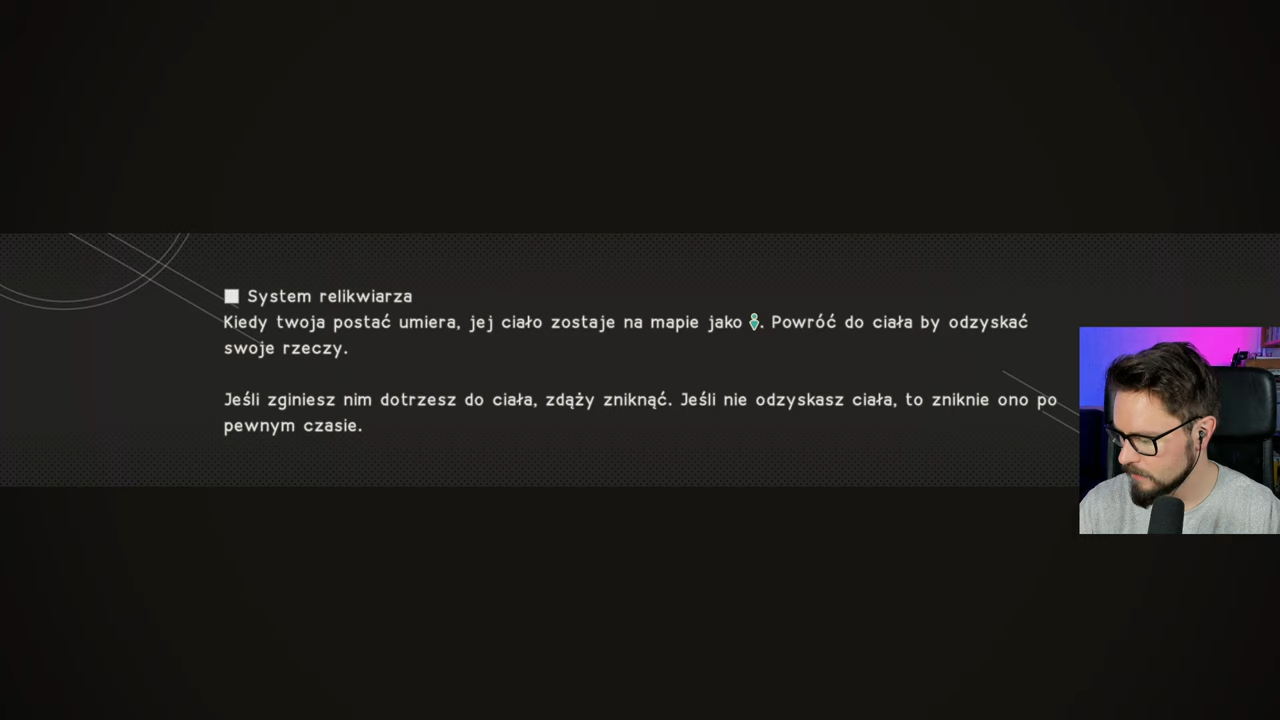 System relikwiarza
Kiedy twoja postać umiera, jej ciało zostaje na mapie jako . Powróć do ciała by odzyskać
swoje rzeczy.
Jeśli zginiesz nim dotrzesz do ciała, zdąży zniknąć. Jeśli nie odzyskasz ciała, to zniknie ono po
pewnym czasie.